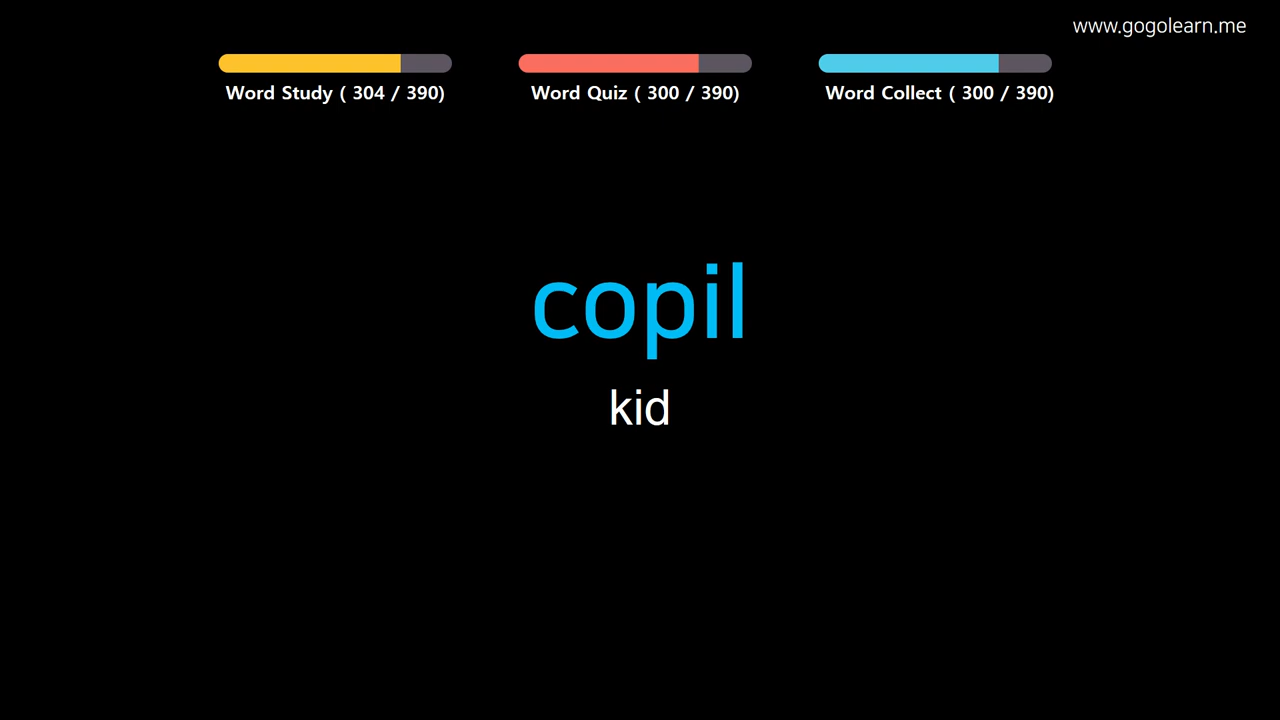 www.gogolearn.me
Word Study ( 304 / 390)
Word Quiz ( 300 / 390)
Word Collect ( 300 / 390)
copil
kid